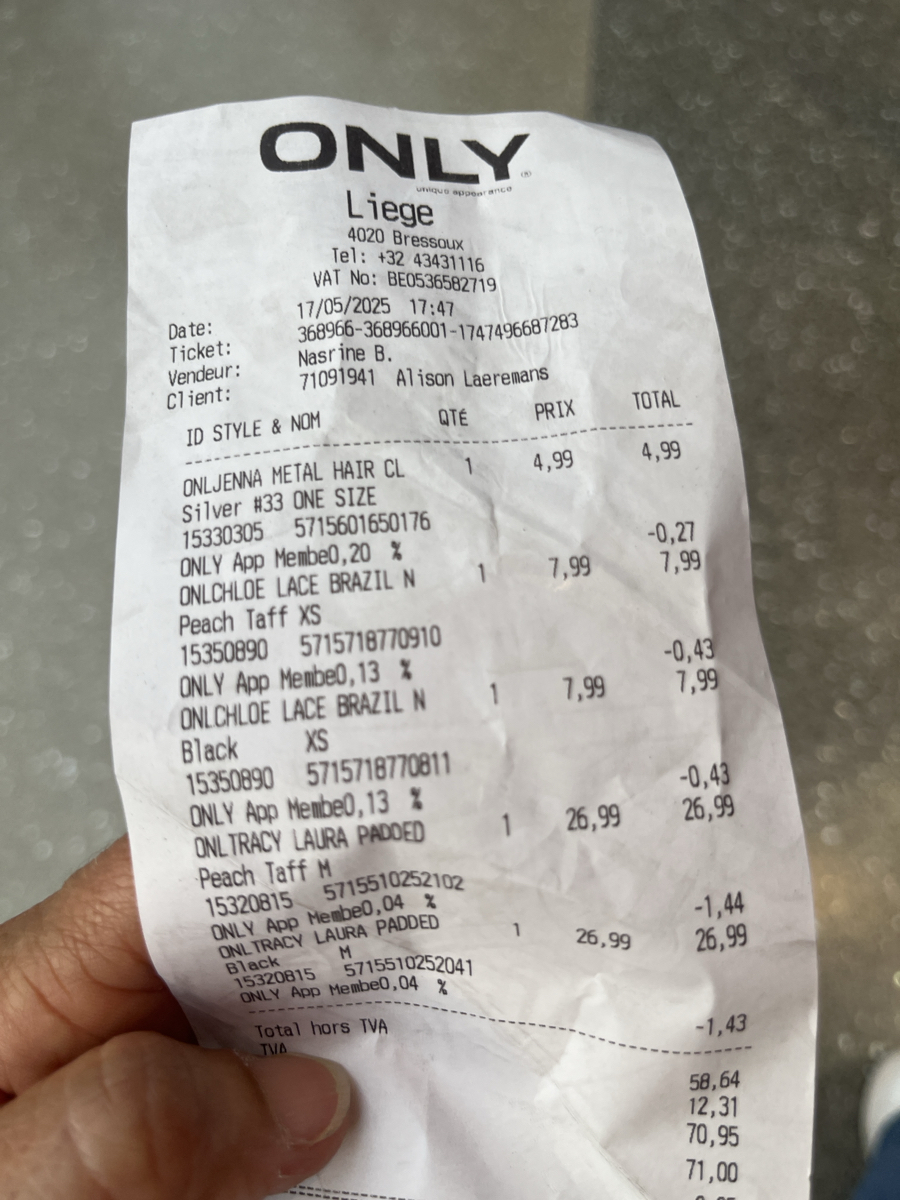 ONLY®
unique appearance
Liege
4020 Bressoux
Tel: +32 43431116
VAT No: BE0536582719
Date: 17/05/2025 17:47
Ticket: 368966-368966001-1747496687283
Vendeur: Nasrine B.
Client: 71091941 Alison Laeremans
ID STYLE & NOM QTÉ PRIX TOTAL
ONLJENNA METAL HAIR CL 1 4,99 4,99
Silver #33 ONE SIZE
15330305 5715601650176
ONLY App Membe0,20 % -0,27
ONLCHLOE LACE BRAZIL N 1 7,99 7,99
Peach Taff XS
15350890 5715718770910
ONLY App Membe0,13 % -0,43
ONLCHLOE LACE BRAZIL N 1 7,99 7,99
Black XS
15350890 5715718770811
ONLY App Membe0,13 % -0,43
ONLTRACY LAURA PADDED 1 26,99 26,99
Peach Taff M
15320815 5715510252102
ONLY App Membe0,04 % -1,44
ONLTRACY LAURA PADDED 1 26,99 26,99
Black M
15320815 5715510252041
ONLY App Membe0,04 % -1,43
Total hors TVA 58,64
TVA 12,31
70,95
71,00